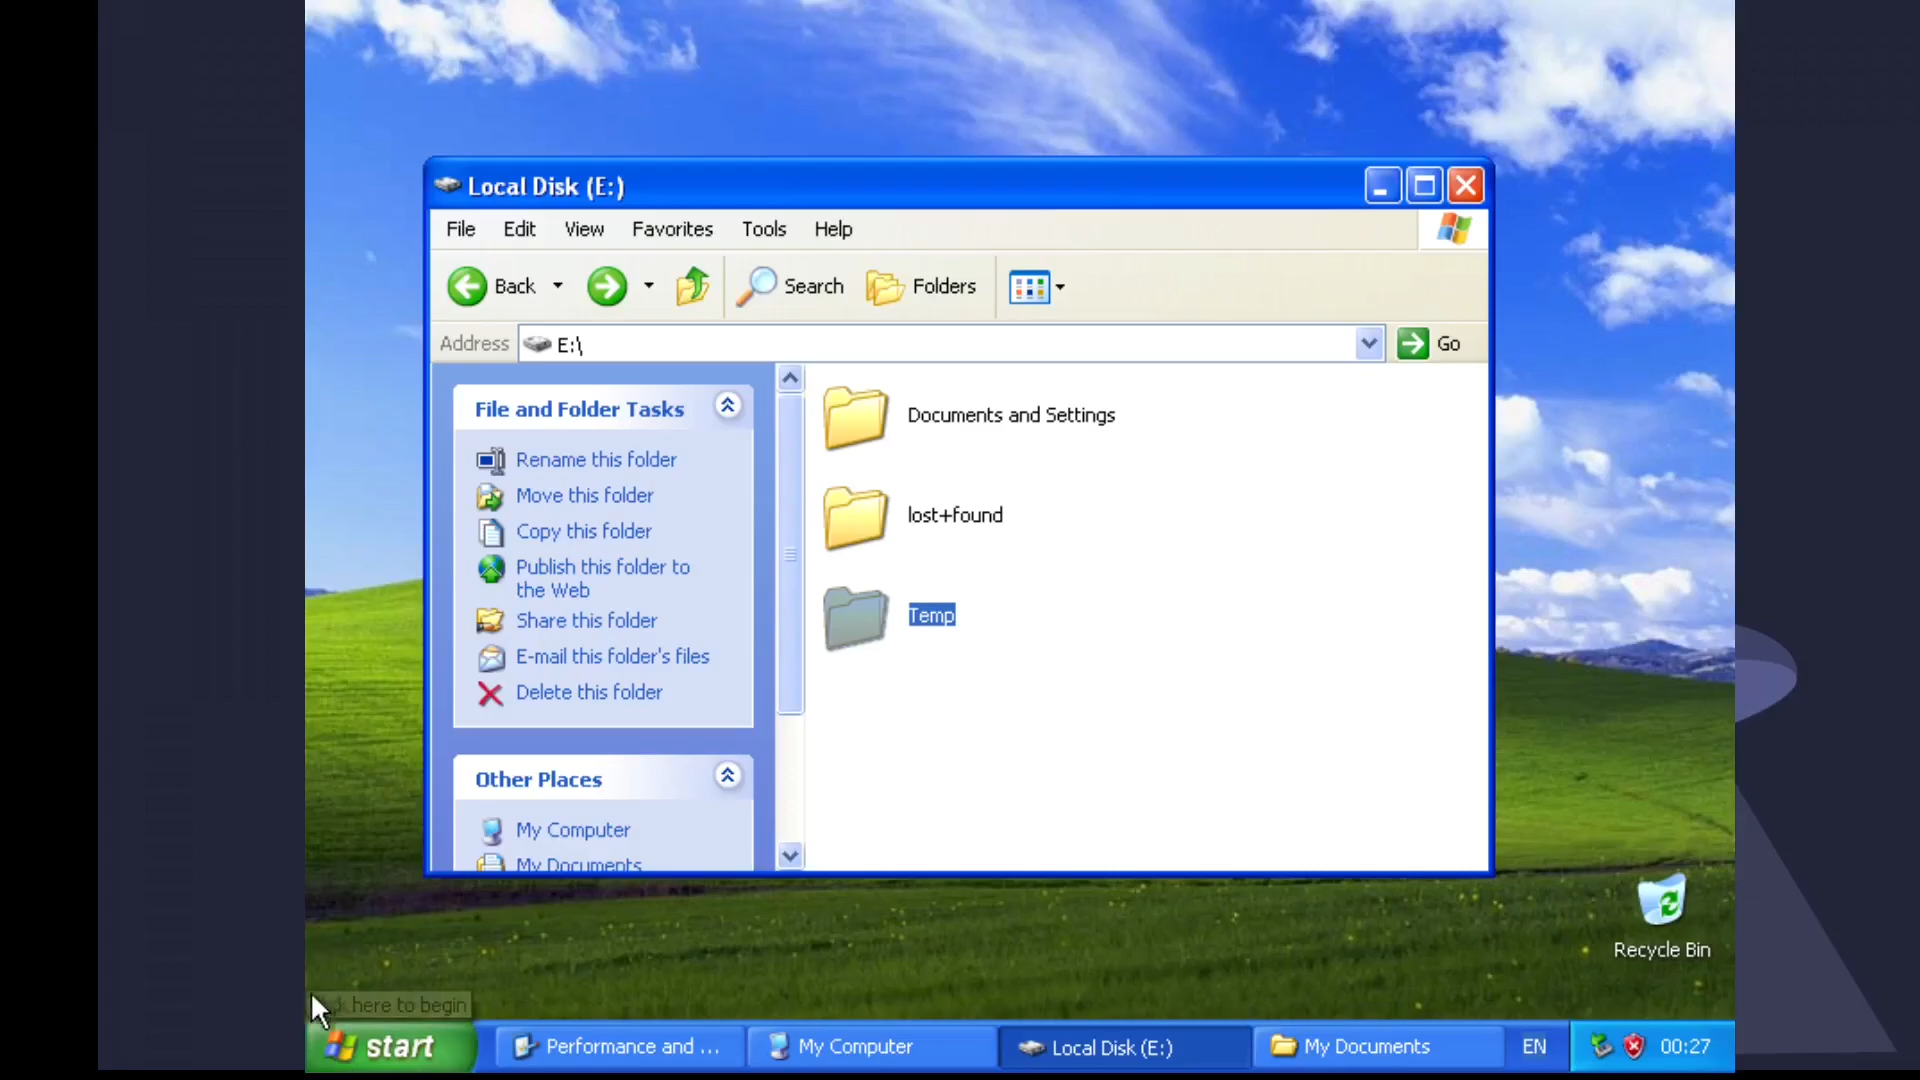 Local Disk (E:)
File Edit View Favorites Tools Help
Back Search Folders
Address E:\ Go
File and Folder Tasks
Rename this folder
Move this folder
Copy this folder
Publish this folder to
the Web
Share this folder
E-mail this folder's files
Delete this folder
Other Places
My Computer
My Documents
Documents and Settings
lost+found
Temp
Recycle Bin
here to begin
start Performance and ... My Computer Local Disk (E:) My Documents EN 00:27